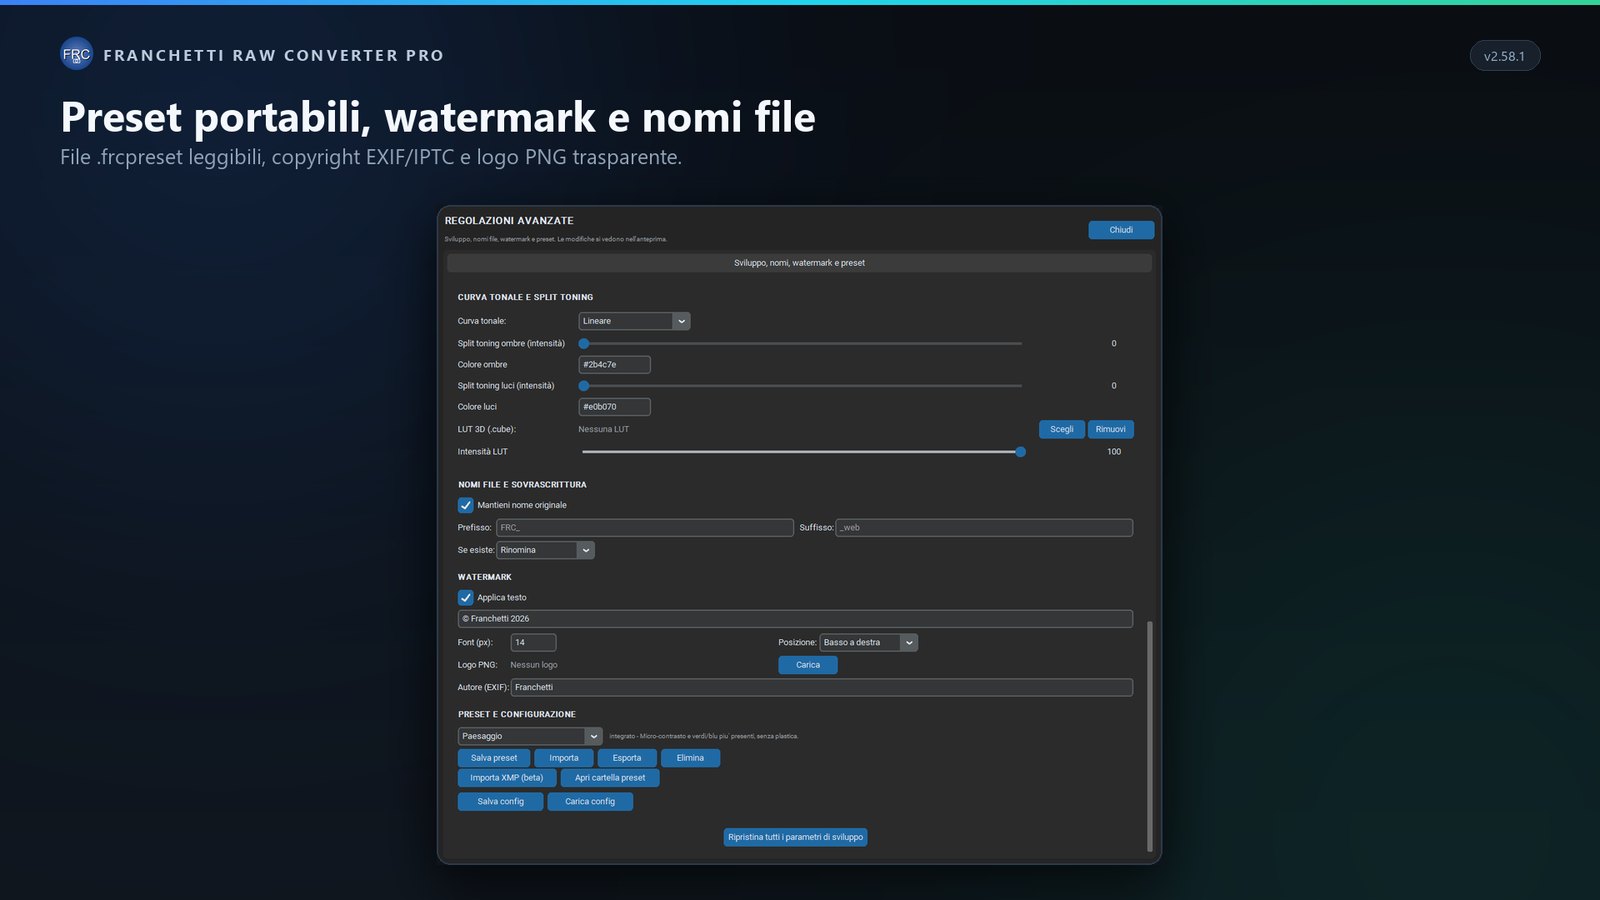 FRC
FRANCHETTI RAW CONVERTER PRO
v2.58.1
Preset portabili, watermark e nomi file
File .frcpreset leggibili, copyright EXIF/IPTC e logo PNG trasparente.
REGOLAZIONI AVANZATE
Chiudi
Sviluppo, nomi file, watermark e preset. Le modifiche si vedono nell'anteprima.
Sviluppo, nomi, watermark e preset
CURVA TONALE E SPLIT TONING
Curva tonale: Lineare
Split toning ombre (intensità) 0
Colore ombre #2b4c7e
Split toning luci (intensità) 0
Colore luci #e0b070
LUT 3D (.cube): Nessuna LUT Scegli Rimuovi
Intensità LUT 100
NOMI FILE E SOVRASCRITTURA
Mantieni nome originale
Prefisso: FRC_ Suffisso: _web
Se esiste: Rinomina
WATERMARK
Applica testo
© Franchetti 2026
Font (px): 14 Posizione: Basso a destra
Logo PNG: Nessun logo Carica
Autore (EXIF): Franchetti
PRESET E CONFIGURAZIONE
Paesaggio integrato - Micro-contrasto e verdi/blu piu' presenti, senza plastica.
Salva preset Importa Esporta Elimina
Importa XMP (beta) Apri cartella preset
Salva config Carica config
Ripristina tutti i parametri di sviluppo